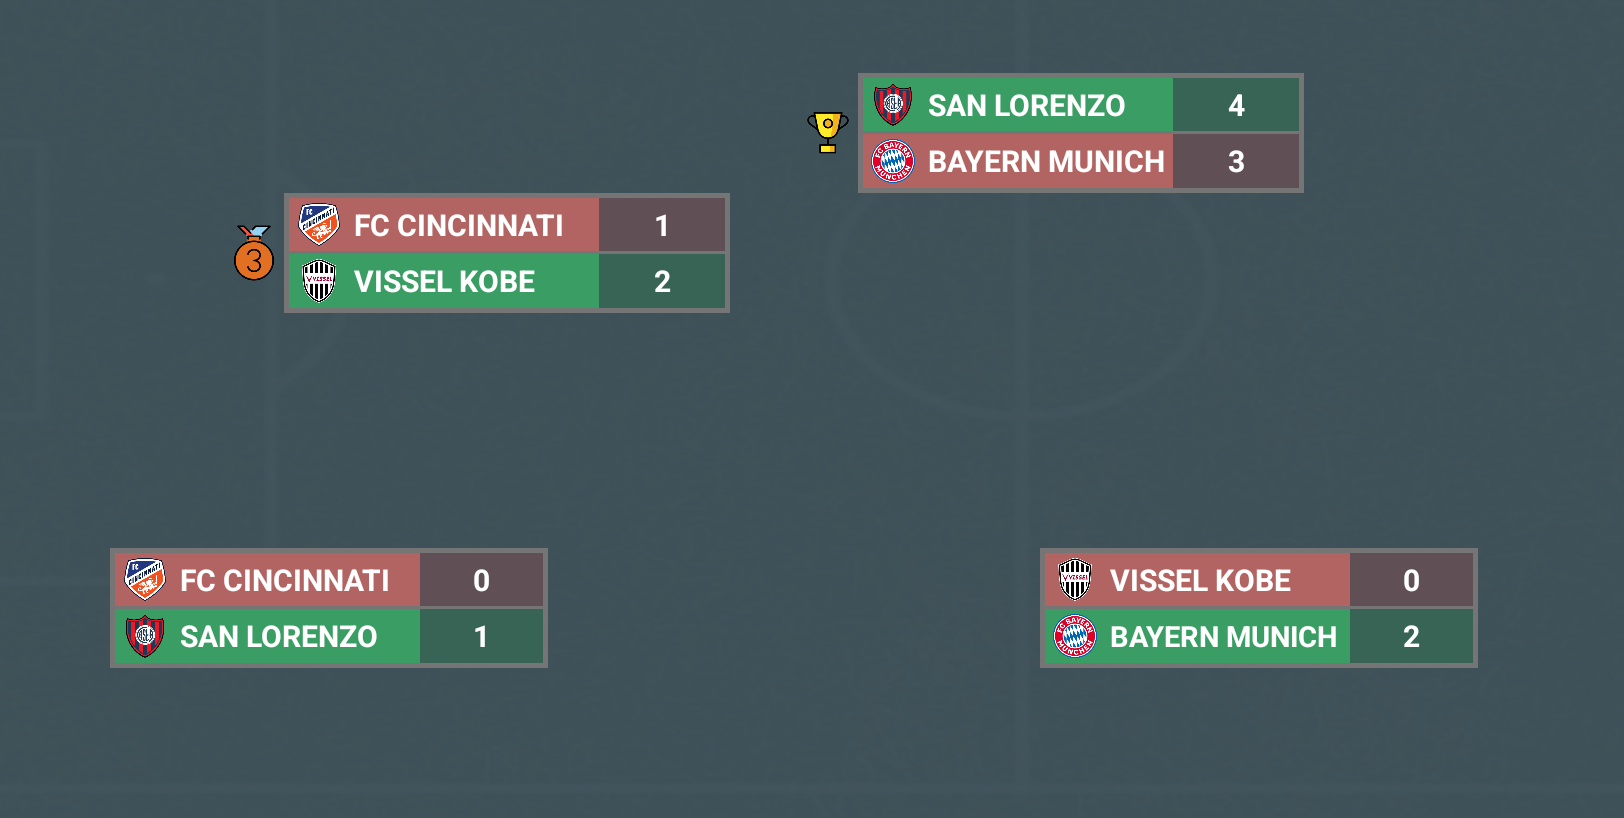 SAN LORENZO 4
BAYERN MUNICH 3
3
FC CINCINNATI 1
VISSEL KOBE 2
FC CINCINNATI 0
SAN LORENZO 1
VISSEL KOBE 0
BAYERN MUNICH 2